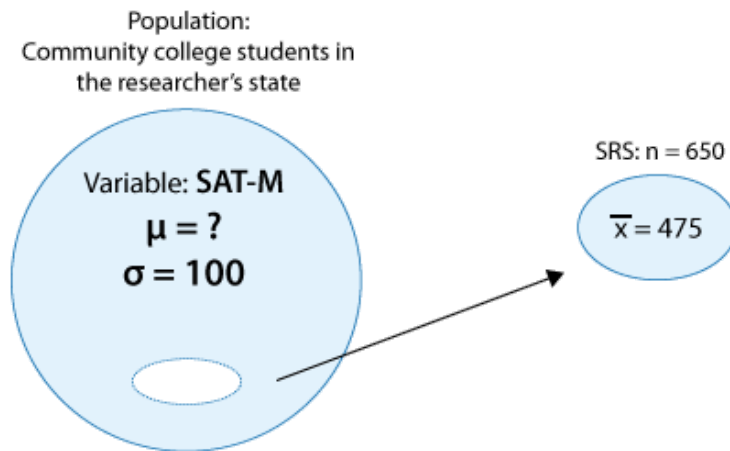 Population:
Community college students in
the researcher's state
Variable: SAT-M
μ = ?
σ = 100
SRS: n = 650
x̅ = 475